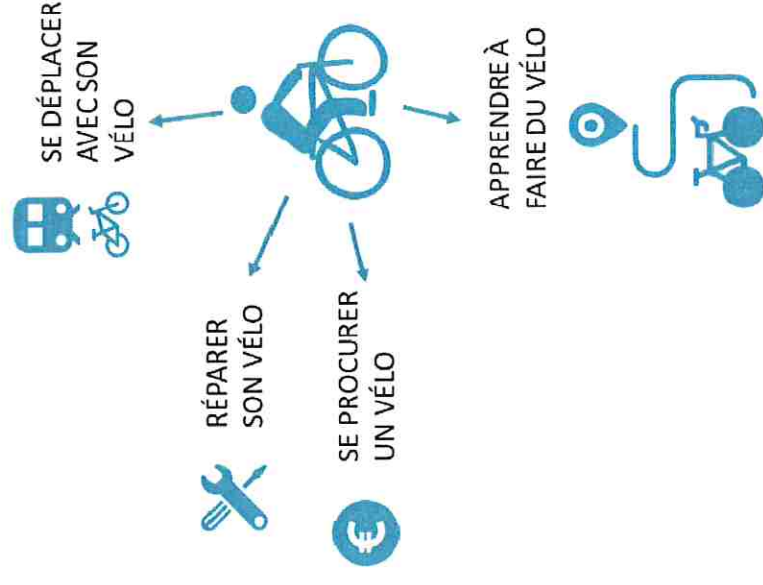 SE DÉPLACER
AVEC SON
VÉLO
RÉPARER
SON VÉLO
SE PROCURER
UN VÉLO
APPRENDRE À
FAIRE DU VÉLO